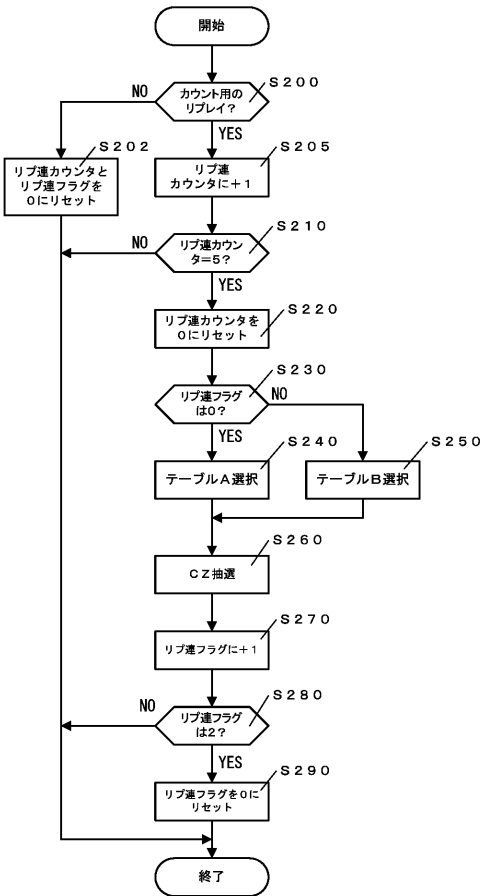 開始
S200
カウント用の
リプレイ?
NO
YES
S202
リプ連カウンタと
リプ連フラグを
0にリセット
S205
リプ連
カウンタに+1
S210
リプ連カウン
タ=5?
NO
YES
S220
リプ連カウンタを
0にリセット
S230
リプ連フラグ
は0?
NO
YES
S240
テーブルA選択
S250
テーブルB選択
S260
CZ抽選
S270
リプ連フラグに+1
S280
リプ連フラグ
は2?
NO
YES
S290
リプ連フラグを0に
リセット
終了